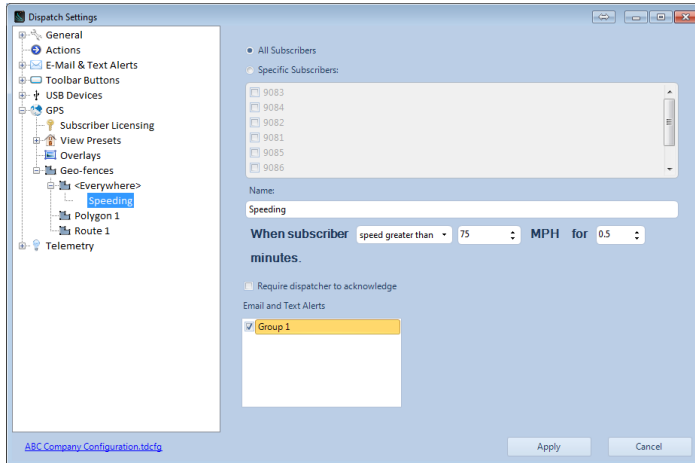 Dispatch Settings
General
Actions
E-Mail & Text Alerts
Toolbar Buttons
USB Devices
GPS
Subscriber Licensing
View Presets
Overlays
Geo-fences
<Everywhere>
Speeding
Polygon 1
Route 1
Telemetry
All Subscribers
Specific Subscribers:
9083
9084
9082
9081
9085
9086
Name:
Speeding
When subscriber speed greater than 75 MPH for 0.5
minutes.
Require dispatcher to acknowledge
Email and Text Alerts
Group 1
ABC Company Configuration.tdcfg
Apply Cancel